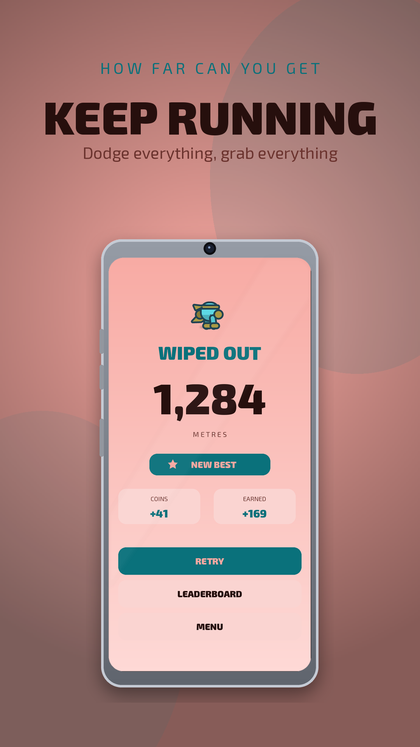 HOW FAR CAN YOU GET
KEEP RUNNING
Dodge everything, grab everything
WIPED OUT
1,284
METRES
NEW BEST
COINS
+41
EARNED
+169
RETRY
LEADERBOARD
MENU